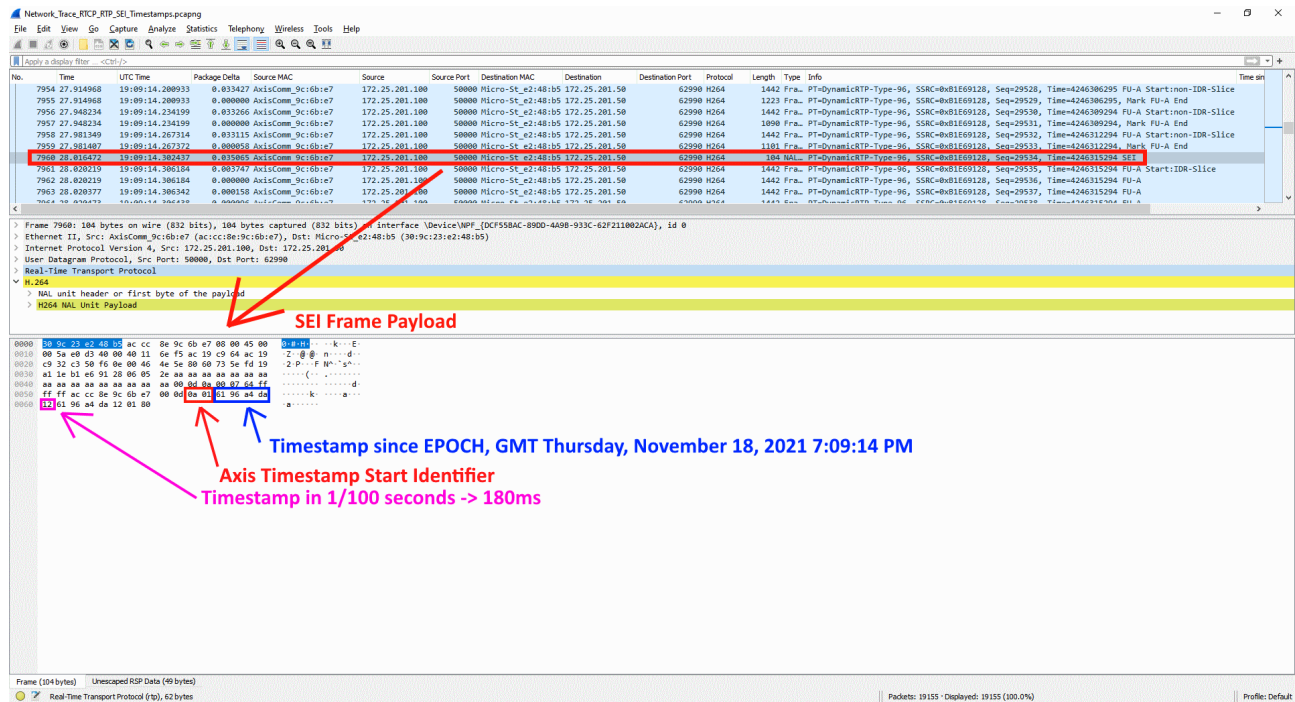 Network_Trace_RTCP_RTP_SEI_Timestamps.pcapng
File Edit View Go Capture Analyze Statistics Telephony Wireless Tools Help
Apply a display filter ... <Ctrl-/>
No. Time UTC Time Package Delta Source MAC Source Source Port Destination MAC Destination Destination Port Protocol Length Type Info Time sin
7954 27.914968 19:09:14.200933 0.033427 AxisComm_9c:6b:e7 172.25.201.100 50000 Micro-St_e2:48:b5 172.25.201.50 62990 H264 1442 Fra… PT=DynamicRTP-Type-96, SSRC=0xB1E69128, Seq=29528, Time=4246306295 FU-A Start:non-IDR-Slice
7955 27.914968 19:09:14.200933 0.000000 AxisComm_9c:6b:e7 172.25.201.100 50000 Micro-St_e2:48:b5 172.25.201.50 62990 H264 1223 Fra… PT=DynamicRTP-Type-96, SSRC=0xB1E69128, Seq=29529, Time=4246306295, Mark FU-A End
7956 27.948234 19:09:14.234199 0.033266 AxisComm_9c:6b:e7 172.25.201.100 50000 Micro-St_e2:48:b5 172.25.201.50 62990 H264 1442 Fra… PT=DynamicRTP-Type-96, SSRC=0xB1E69128, Seq=29530, Time=4246309294 FU-A Start:non-IDR-Slice
7957 27.948234 19:09:14.234199 0.000000 AxisComm_9c:6b:e7 172.25.201.100 50000 Micro-St_e2:48:b5 172.25.201.50 62990 H264 1090 Fra… PT=DynamicRTP-Type-96, SSRC=0xB1E69128, Seq=29531, Time=4246309294, Mark FU-A End
7958 27.981349 19:09:14.267314 0.033115 AxisComm_9c:6b:e7 172.25.201.100 50000 Micro-St_e2:48:b5 172.25.201.50 62990 H264 1442 Fra… PT=DynamicRTP-Type-96, SSRC=0xB1E69128, Seq=29532, Time=4246312294 FU-A Start:non-IDR-Slice
7959 27.981407 19:09:14.267372 0.000058 AxisComm_9c:6b:e7 172.25.201.100 50000 Micro-St_e2:48:b5 172.25.201.50 62990 H264 1101 Fra… PT=DynamicRTP-Type-96, SSRC=0xB1E69128, Seq=29533, Time=4246312294, Mark FU-A End
7960 28.016472 19:09:14.302437 0.035065 AxisComm_9c:6b:e7 172.25.201.100 50000 Micro-St_e2:48:b5 172.25.201.50 62990 H264 104 NAL… PT=DynamicRTP-Type-96, SSRC=0xB1E69128, Seq=29534, Time=4246315294 SEI
7961 28.020219 19:09:14.306184 0.003747 AxisComm_9c:6b:e7 172.25.201.100 50000 Micro-St_e2:48:b5 172.25.201.50 62990 H264 1442 Fra… PT=DynamicRTP-Type-96, SSRC=0xB1E69128, Seq=29535, Time=4246315294 FU-A Start:IDR-Slice
7962 28.020219 19:09:14.306184 0.000000 AxisComm_9c:6b:e7 172.25.201.100 50000 Micro-St_e2:48:b5 172.25.201.50 62990 H264 1442 Fra… PT=DynamicRTP-Type-96, SSRC=0xB1E69128, Seq=29536, Time=4246315294 FU-A
7963 28.020377 19:09:14.306342 0.000158 AxisComm_9c:6b:e7 172.25.201.100 50000 Micro-St_e2:48:b5 172.25.201.50 62990 H264 1442 Fra… PT=DynamicRTP-Type-96, SSRC=0xB1E69128, Seq=29537, Time=4246315294 FU-A
Frame 7960: 104 bytes on wire (832 bits), 104 bytes captured (832 bits) on interface \Device\NPF_{DCF55BAC-89DD-4A9B-933C-62F211002ACA}, id 0
Ethernet II, Src: AxisComm_9c:6b:e7 (ac:cc:8e:9c:6b:e7), Dst: Micro-St_e2:48:b5 (30:9c:23:e2:48:b5)
Internet Protocol Version 4, Src: 172.25.201.100, Dst: 172.25.201.50
User Datagram Protocol, Src Port: 50000, Dst Port: 62990
Real-Time Transport Protocol
H.264
NAL unit header or first byte of the payload
H264 NAL Unit Payload
SEI Frame Payload
0000 30 9c 23 e2 48 b5 ac cc 8e 9c 6b e7 08 00 45 00 0·#·H··· ··k···E·
0010 00 5a e0 d3 40 00 40 11 6e f5 ac 19 c9 64 ac 19 ·Z··@·@· n····d··
0020 c9 32 c3 50 f6 0e 00 46 4e 5e 80 60 73 5e fd 19 ·2·P···F N^·`s^··
0030 a1 1e b1 e6 91 28 06 05 2e aa aa aa aa aa aa aa ·····(·· .·······
0040 aa aa aa aa aa aa aa aa aa 00 0d 0a 00 07 64 ff ········ ······d·
0050 ff ff ac cc 8e 9c 6b e7 00 0d 0a 01 61 96 a4 da ······k· ····a···
0060 12 61 96 a4 da 12 01 80 ·a······
Timestamp since EPOCH, GMT Thursday, November 18, 2021 7:09:14 PM
Axis Timestamp Start Identifier
Timestamp in 1/100 seconds -> 180ms
Frame (104 bytes) Unescaped RSP Data (49 bytes)
Real-Time Transport Protocol (rtp), 62 bytes Packets: 19155 · Displayed: 19155 (100.0%) Profile: Default